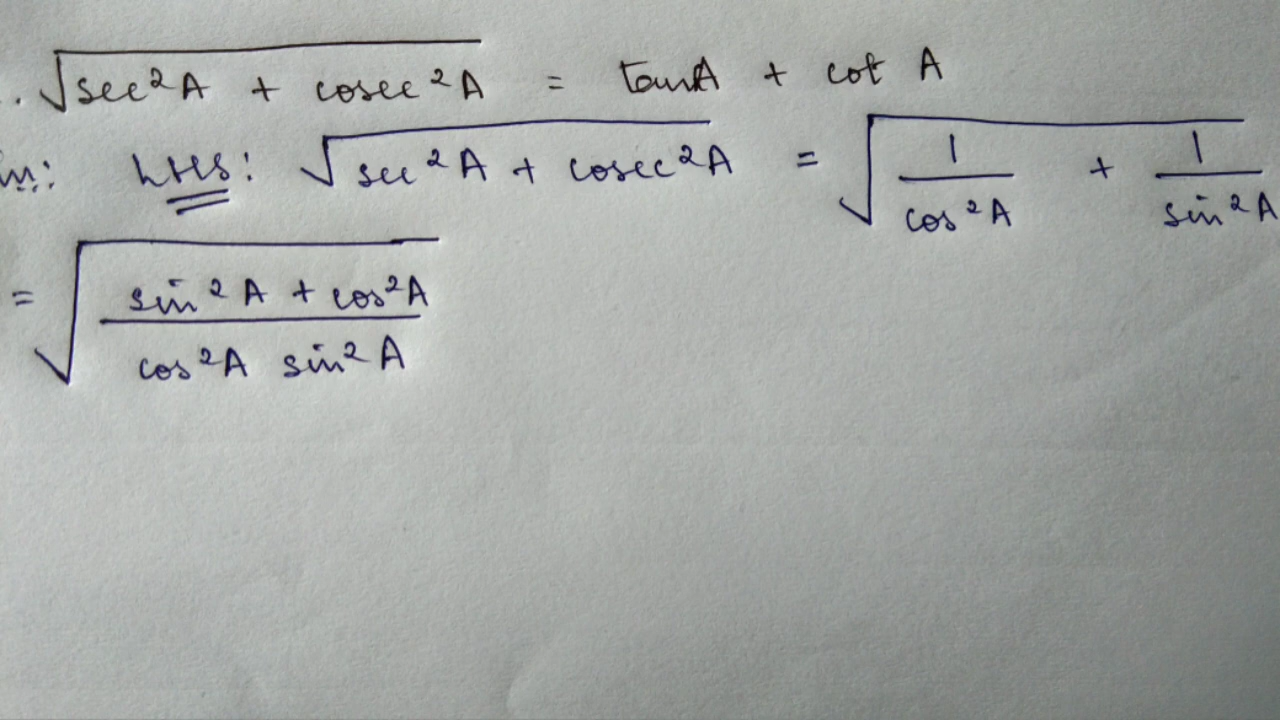 . √sec²A + cosec²A = tanA + cot A
LHS: √sec²A + cosec²A = √1/cos²A + 1/sin²A
= √sin²A + cos²A / cos²A sin²A